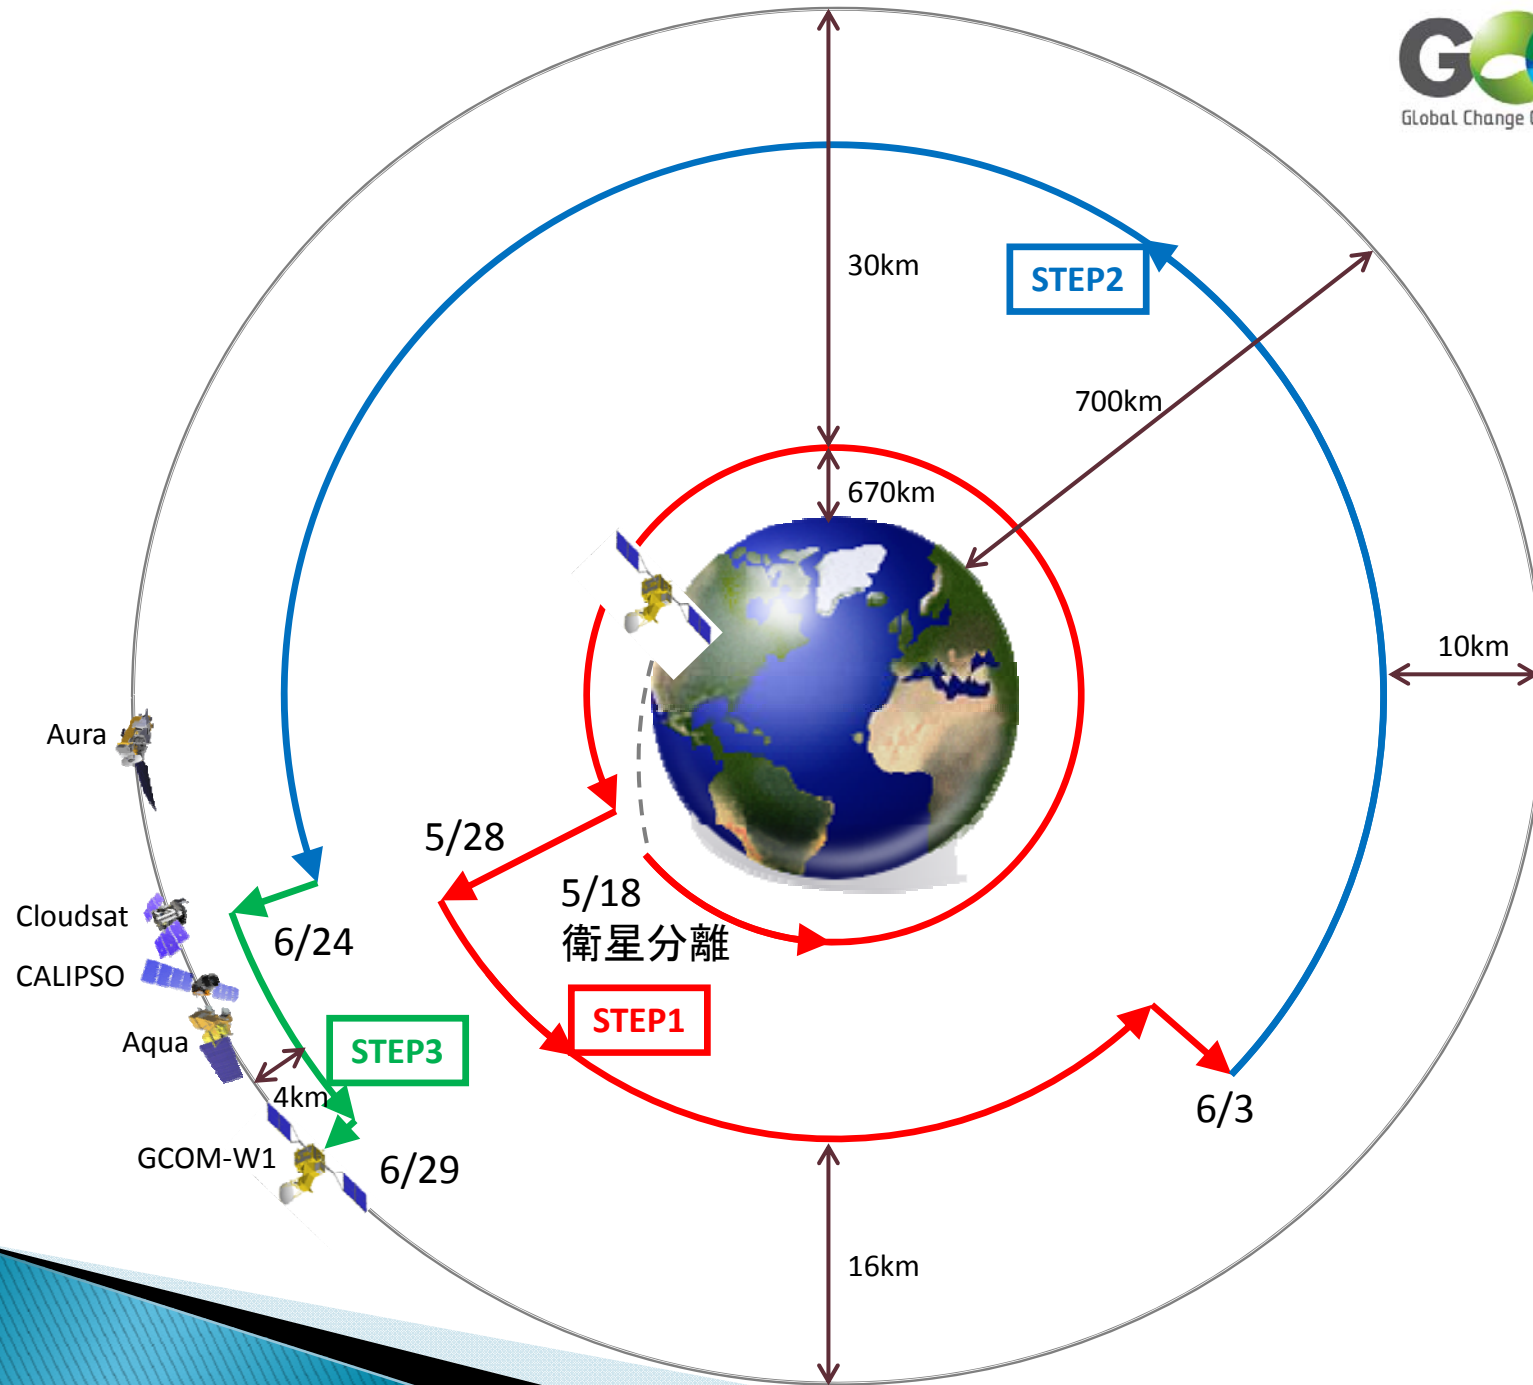 G
Global Change
30km
STEP2
700km
670km
10km
Aura
5/28
5/18
衛星分離
Cloudsat
6/24
CALIPSO
STEP1
Aqua
STEP3
4km
6/3
GCOM-W1
6/29
16km